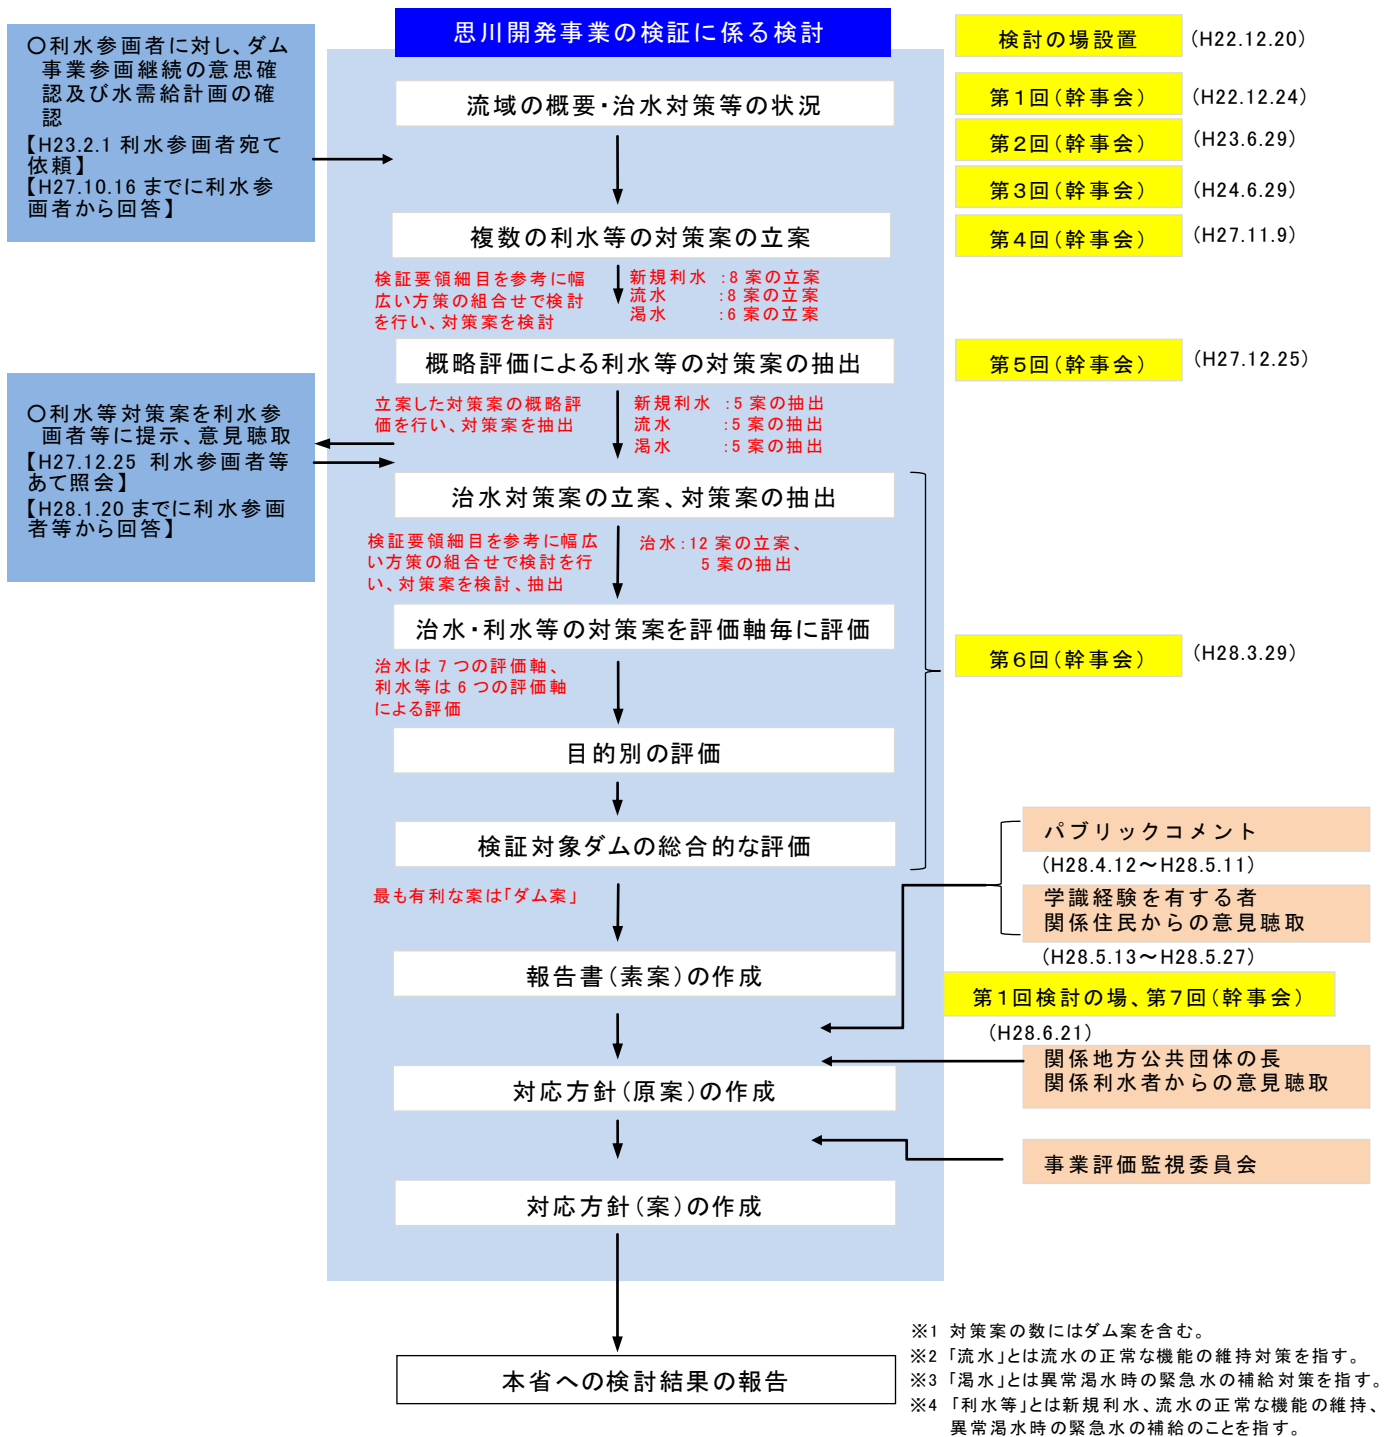 思川開発事業の検証に係る検討
○利水参画者に対し、ダム
事業参画継続の意思確
認及び水需給計画の確
認
【H23.2.1 利水参画者宛て
依頼】
【H27.10.16 までに利水参
画者から回答】
検討の場設置 (H22.12.20)
流域の概要・治水対策等の状況
第1回(幹事会) (H22.12.24)
第2回(幹事会) (H23.6.29)
第3回(幹事会) (H24.6.29)
複数の利水等の対策案の立案
第4回(幹事会) (H27.11.9)
検証要領細目を参考に幅
広い方策の組合せで検討
を行い、対策案を検討
新規利水 :8案の立案
流水 :8案の立案
渇水 :6案の立案
概略評価による利水等の対策案の抽出
第5回(幹事会) (H27.12.25)
立案した対策案の概略評
価を行い、対策案を抽出
新規利水 :5案の抽出
流水 :5案の抽出
渇水 :5案の抽出
○利水等対策案を利水参
画者等に提示、意見聴取
【H27.12.25 利水参画者等
あて照会】
【H28.1.20 までに利水参画
者等から回答】
治水対策案の立案、対策案の抽出
検証要領細目を参考に幅広
い方策の組合せで検討を行
い、対策案を検討、抽出
治水:12案の立案、
5案の抽出
治水・利水等の対策案を評価軸毎に評価
第6回(幹事会) (H28.3.29)
治水は7つの評価軸、
利水等は6つの評価軸
による評価
目的別の評価
検証対象ダムの総合的な評価
最も有利な案は「ダム案」
パブリックコメント
(H28.4.12～H28.5.11)
学識経験を有する者
関係住民からの意見聴取
(H28.5.13～H28.5.27)
報告書(素案)の作成
第1回検討の場、第7回(幹事会)
(H28.6.21)
関係地方公共団体の長
関係利水者からの意見聴取
対応方針(原案)の作成
事業評価監視委員会
対応方針(案)の作成
本省への検討結果の報告
※1 対策案の数にはダム案を含む。
※2 「流水」とは流水の正常な機能の維持対策を指す。
※3 「渇水」とは異常渇水時の緊急水の補給対策を指す。
※4 「利水等」とは新規利水、流水の正常な機能の維持、
異常渇水時の緊急水の補給のことを指す。